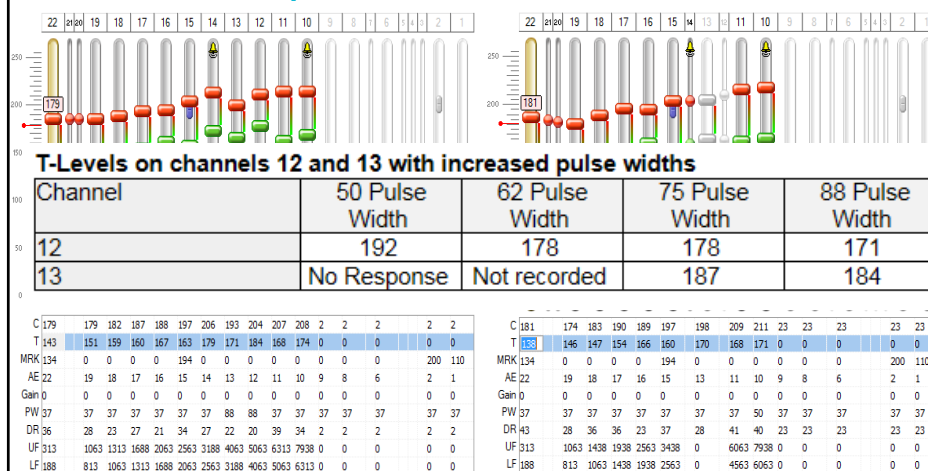 22 21 20 19 18 17 16 15 14 13 12 11 10 9 8 7 6 5 4 3 2 1
22 21 20 19 18 17 16 15 14 13 12 11 10 9 8 7 6 5 4 3 2 1
250
250
200 179
200 181
150
T-Levels on channels 12 and 13 with increased pulse widths
100
Channel 50 Pulse Width 62 Pulse Width 75 Pulse Width 88 Pulse Width
50
12 192 178 178 171
13 No Response Not recorded 187 184
0
C 179 179 182 187 188 197 206 193 204 207 208 2 2 2 2 2
T 143 151 159 160 167 163 179 171 184 168 174 0 0 0 0 0
MRK 134 0 0 0 0 194 0 0 0 0 0 0 0 0 200 110
AE 22 19 18 17 16 15 14 13 12 11 10 9 8 6 2 1
Gain 0 0 0 0 0 0 0 0 0 0 0 0 0 0 0 0
PW 37 37 37 37 37 37 37 88 88 37 37 37 37 37 37 37
DR 36 28 23 27 21 34 27 22 20 39 34 2 2 2 2 2
UF 313 1063 1313 1688 2063 2563 3188 4063 5063 6313 7938 0 0 0 0 0
LF 188 813 1063 1313 1688 2063 2563 3188 4063 5063 6313 0 0 0 0 0
C 181 174 183 190 189 197 198 209 211 23 23 23 23 23
T 138 146 147 154 166 160 170 168 171 0 0 0 0 0
MRK 134 0 0 0 0 194 0 0 0 0 0 0 200 110
AE 22 19 18 17 16 15 13 11 10 9 8 6 2 1
Gain 0 0 0 0 0 0 0 0 0 0 0 0 0 0
PW 37 37 37 37 37 37 37 37 50 37 37 37 37 37
DR 43 28 36 36 23 37 28 41 40 23 23 23 23 23
UF 313 1063 1438 1938 2563 3438 0 6063 7938 0 0 0 0 0
LF 188 813 1063 1438 1938 2563 0 4563 6063 0 0 0 0 0